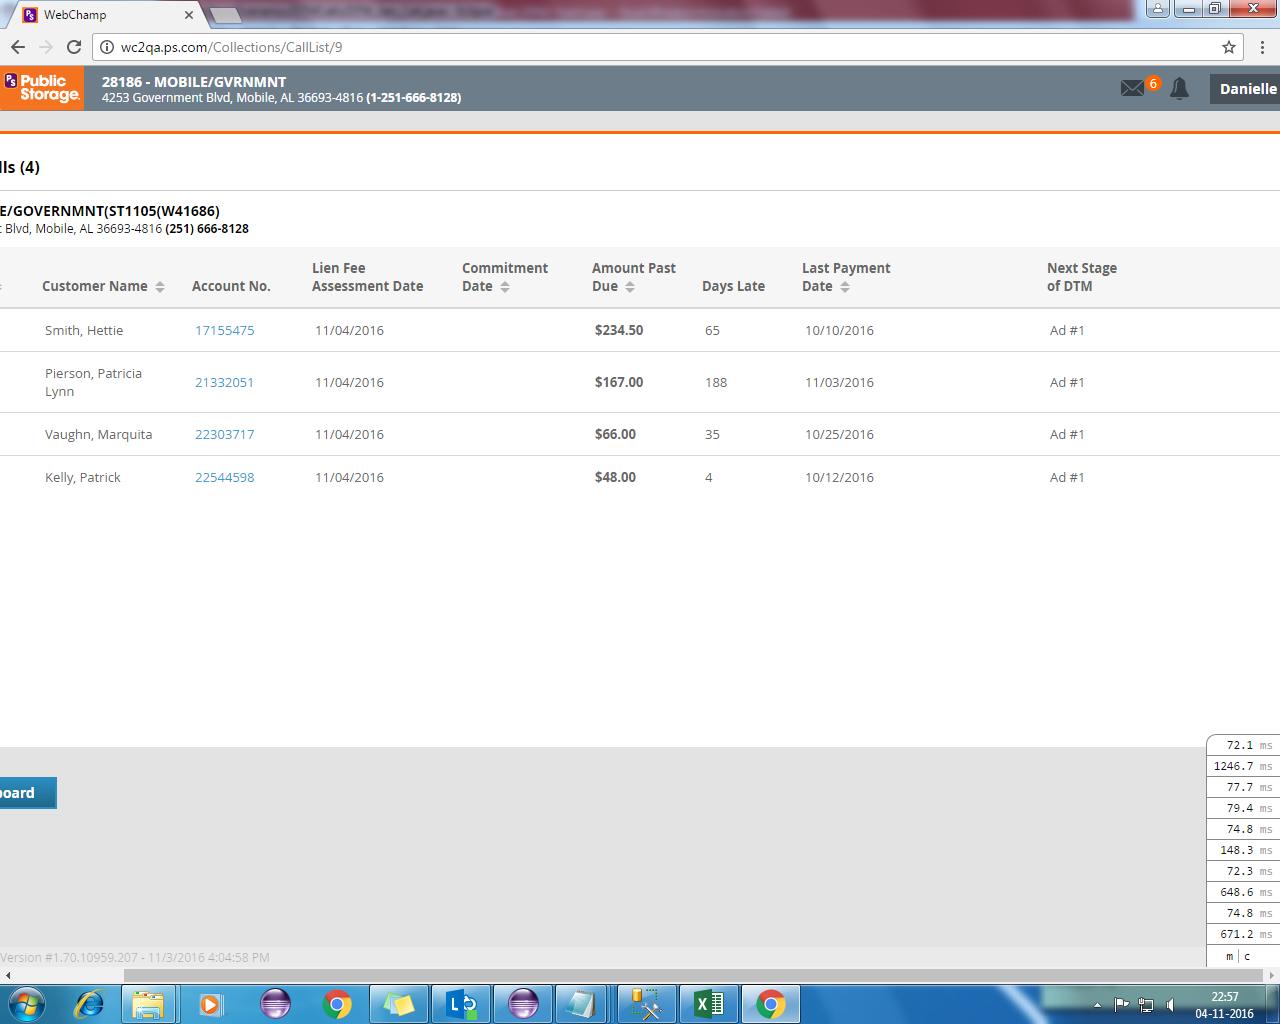 WebChamp
wc2qa.ps.com/Collections/CallList/9
PS Public Storage.
28186 - MOBILE/GVRNMNT
4253 Government Blvd, Mobile, AL 36693-4816 (1-251-666-8128)
6
Danielle
lls (4)
E/GOVERNMNT(ST1105(W41686)
t Blvd, Mobile, AL 36693-4816 (251) 666-8128
Customer Name Account No. Lien Fee Assessment Date Commitment Date Amount Past Due Days Late Last Payment Date Next Stage of DTM
Smith, Hettie 17155475 11/04/2016 $234.50 65 10/10/2016 Ad #1
Pierson, Patricia Lynn 21332051 11/04/2016 $167.00 188 11/03/2016 Ad #1
Vaughn, Marquita 22303717 11/04/2016 $66.00 35 10/25/2016 Ad #1
Kelly, Patrick 22544598 11/04/2016 $48.00 4 10/12/2016 Ad #1
72.1 ms
1246.7 ms
77.7 ms
oard
79.4 ms
74.8 ms
148.3 ms
72.3 ms
648.6 ms
74.8 ms
671.2 ms
m c
Version #1.70.10959.207 - 11/3/2016 4:04:58 PM
22:57
04-11-2016